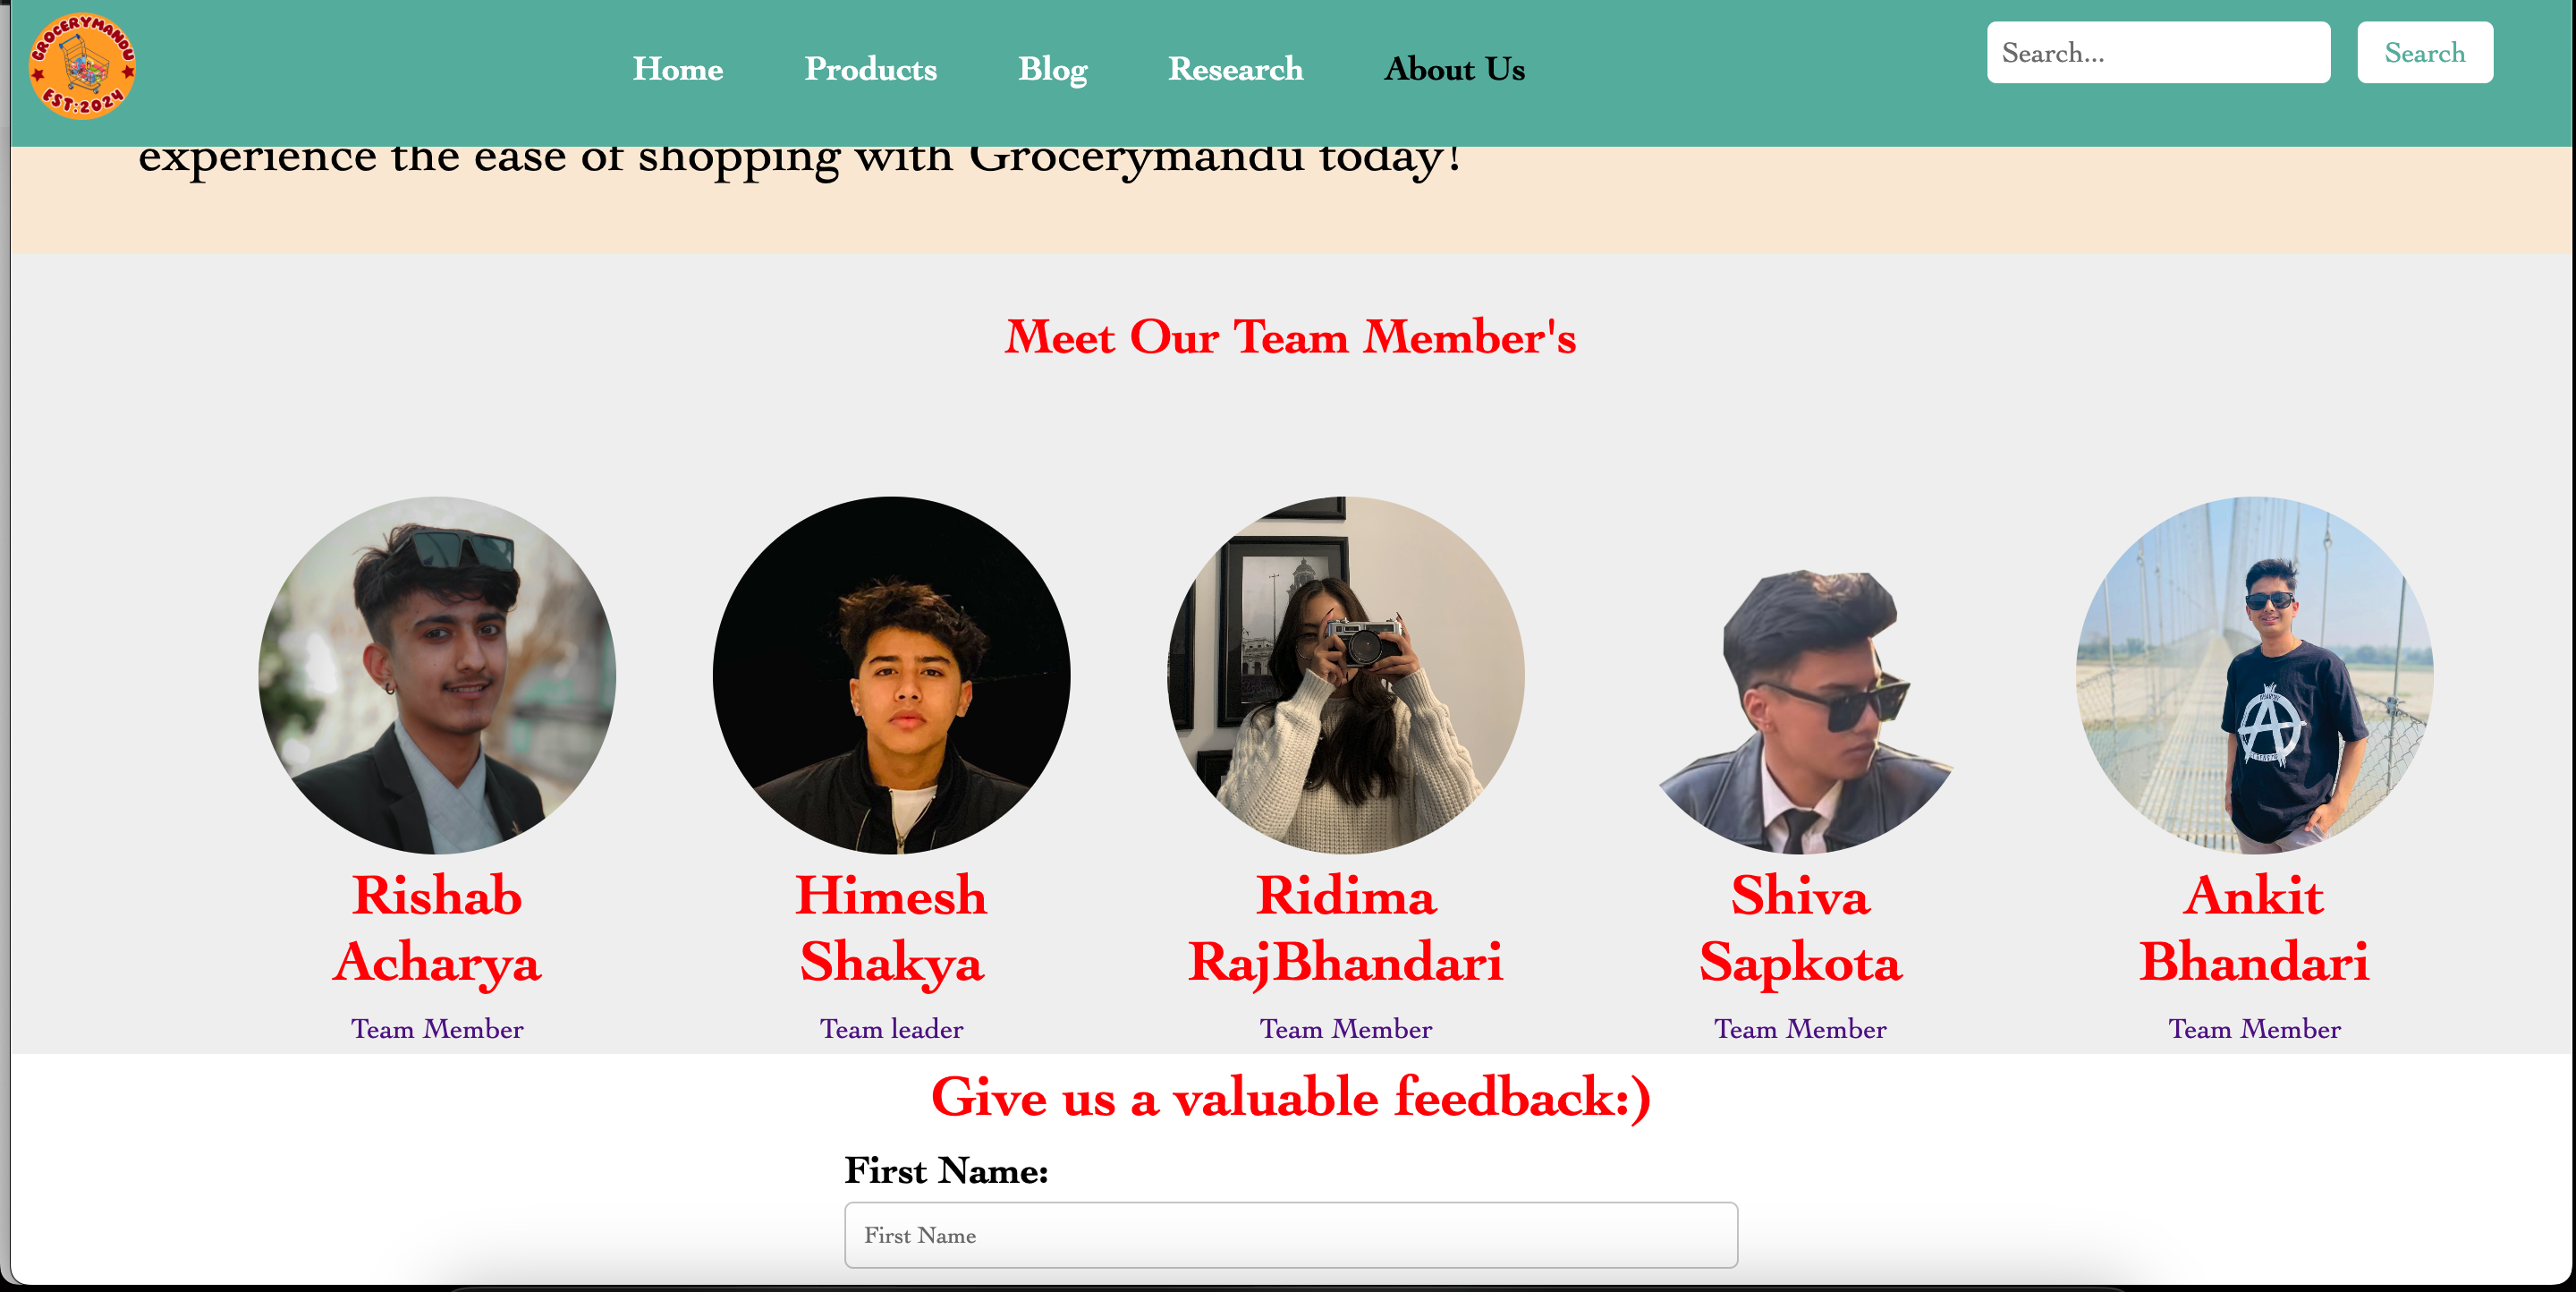 GROCERYMANDU
EST:2024
Home
Products
Blog
Research
About Us
Search...
Search
experience the ease of shopping with Grocerymandu today!
Meet Our Team Member's
A
Rishab
Acharya
Team Member
Himesh
Shakya
Team leader
Ridima
RajBhandari
Team Member
Shiva
Sapkota
Team Member
Ankit
Bhandari
Team Member
Give us a valuable feedback:)
First Name:
First Name